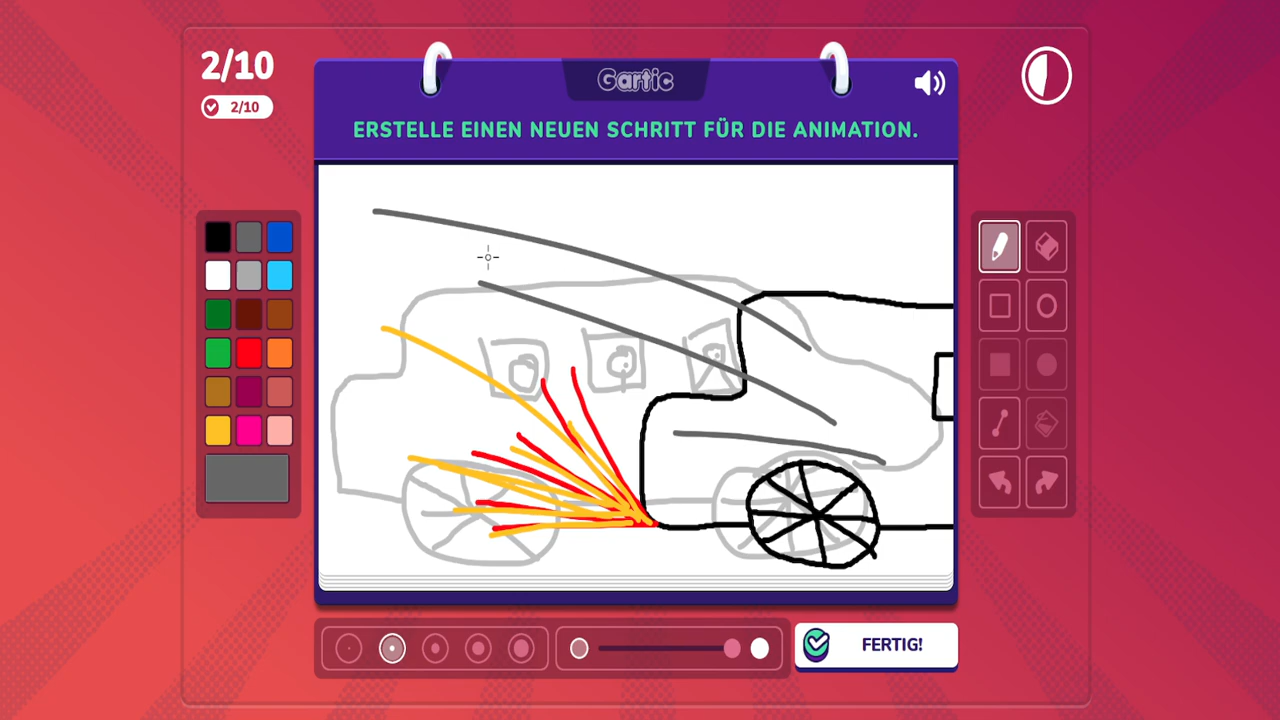 2/10
2/10
Gartic
ERSTELLE EINEN NEUEN SCHRITT FÜR DIE ANIMATION.
FERTIG!